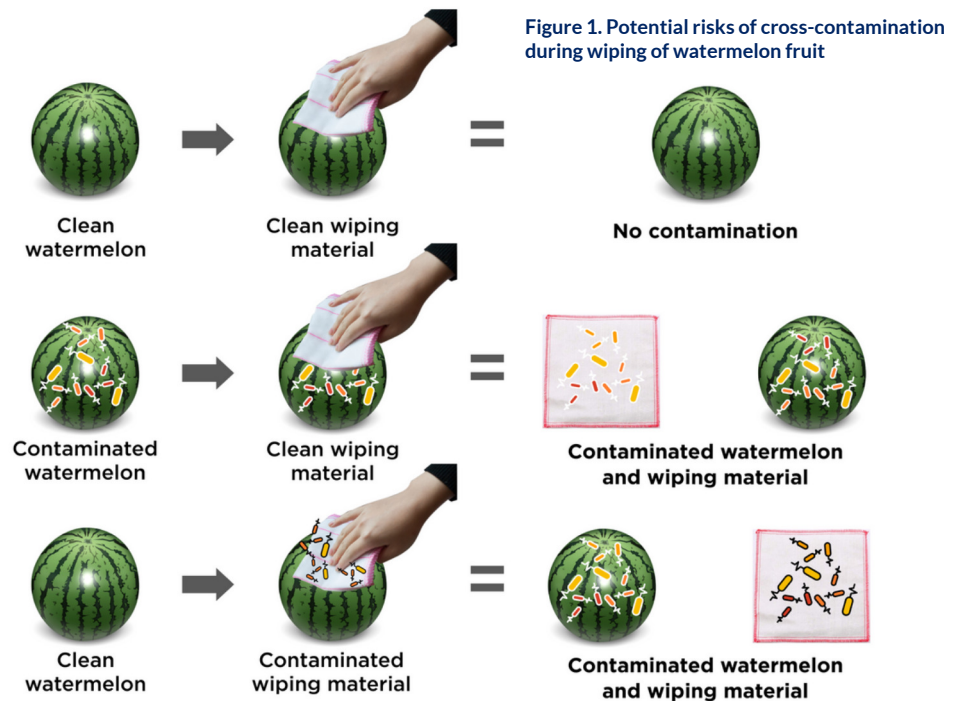 Figure 1. Potential risks of cross-contamination
during wiping of watermelon fruit
Clean
watermelon
Clean wiping
material
No contamination
Contaminated
watermelon
Clean wiping
material
Contaminated watermelon
and wiping material
Clean
watermelon
Contaminated
wiping material
Contaminated watermelon
and wiping material